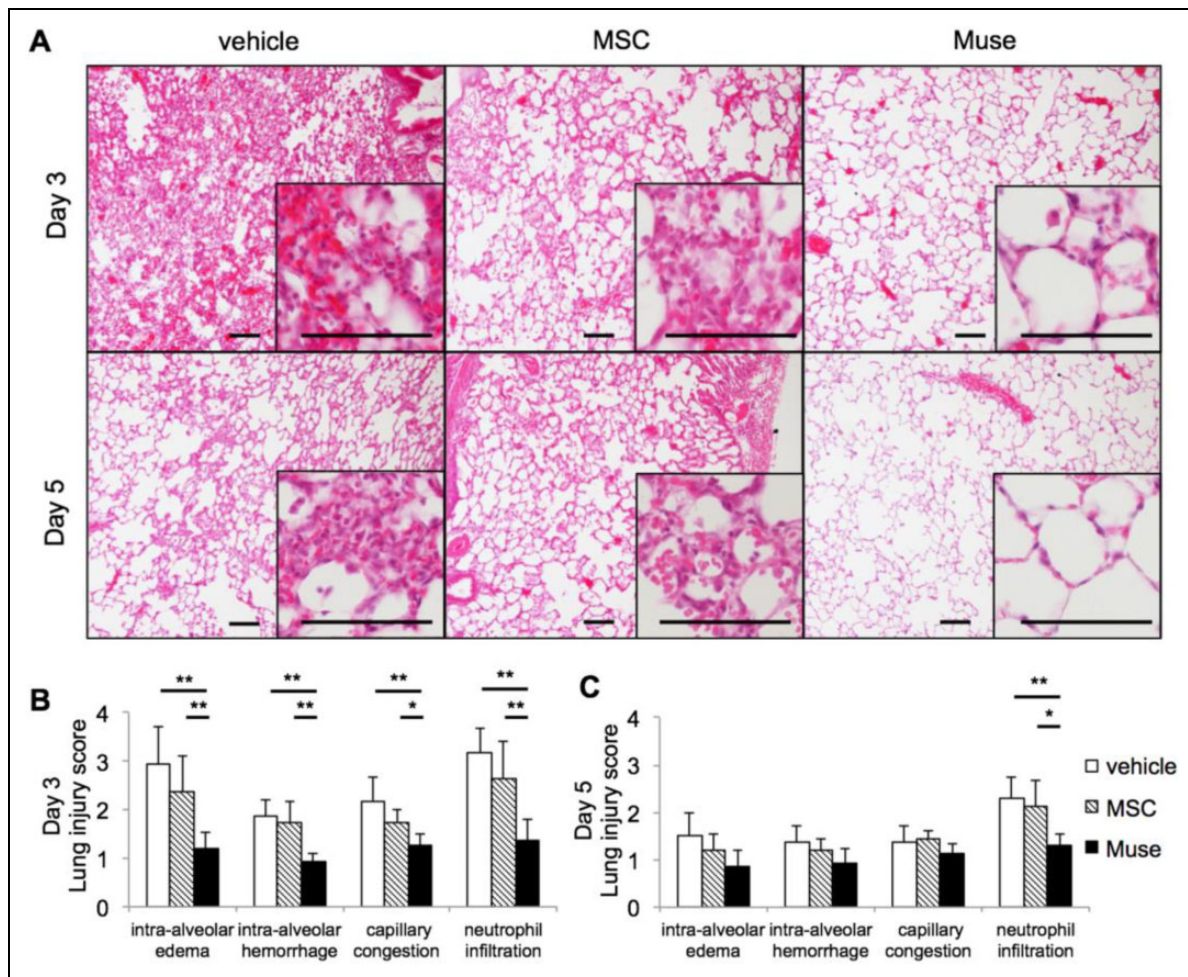 A
vehicle
MSC
Muse
Day 3
Day 5
B
** ** ** **
** ** * **
Day 3
Lung injury score
4
3
2
1
0
intra-alveolar edema
intra-alveolar hemorrhage
capillary congestion
neutrophil infiltration
C
**
*
Day 5
Lung injury score
4
3
2
1
0
intra-alveolar edema
intra-alveolar hemorrhage
capillary congestion
neutrophil infiltration
vehicle
MSC
Muse